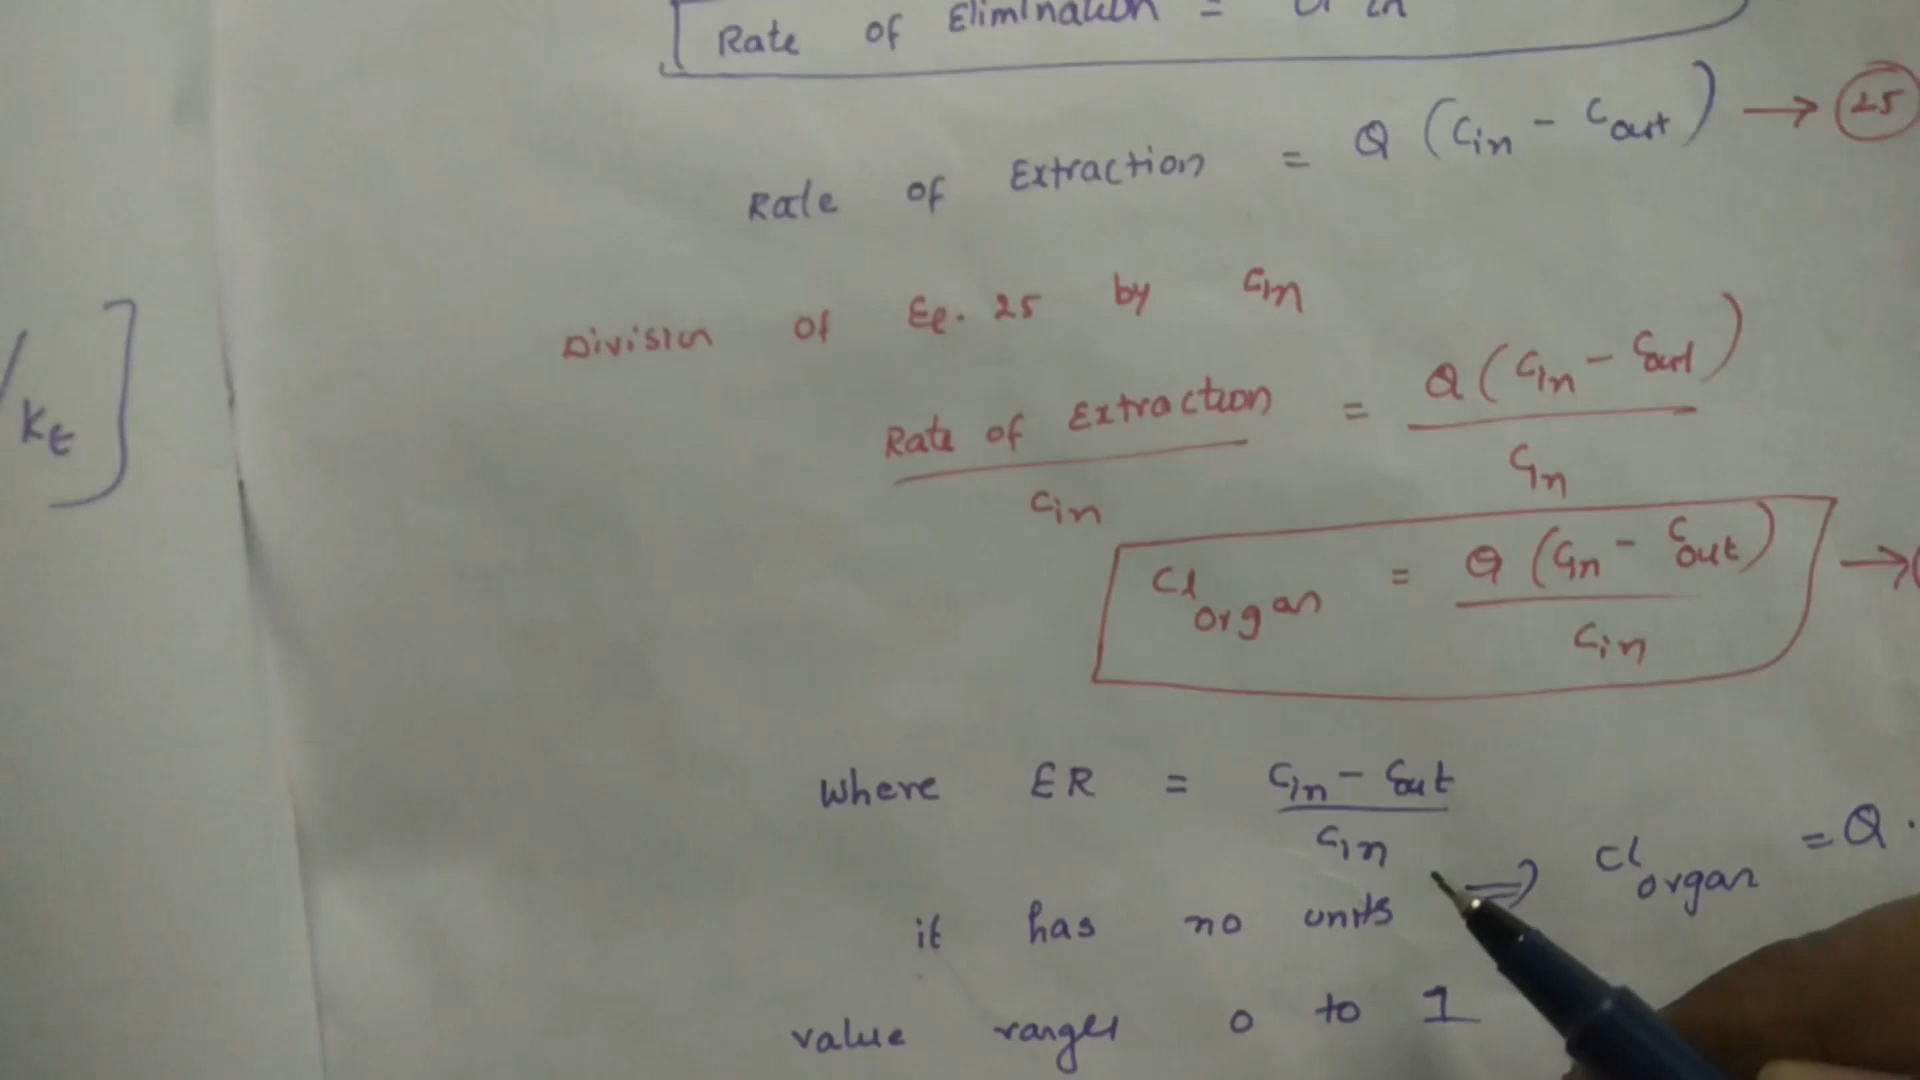 Rate of Elimination =
Rate of Extraction = Q (Cin - Cout) → 25
Division of Eq. 25 by Cin
Rate of Extraction / Cin = Q (Cin - Cout) / Cin
Kt ]
Cl organ = Q (Cin - Cout) / Cin →
Where ER = Cin - Cout / Cin
⇒ Cl organ = Q .
it has no units
value ranges 0 to 1